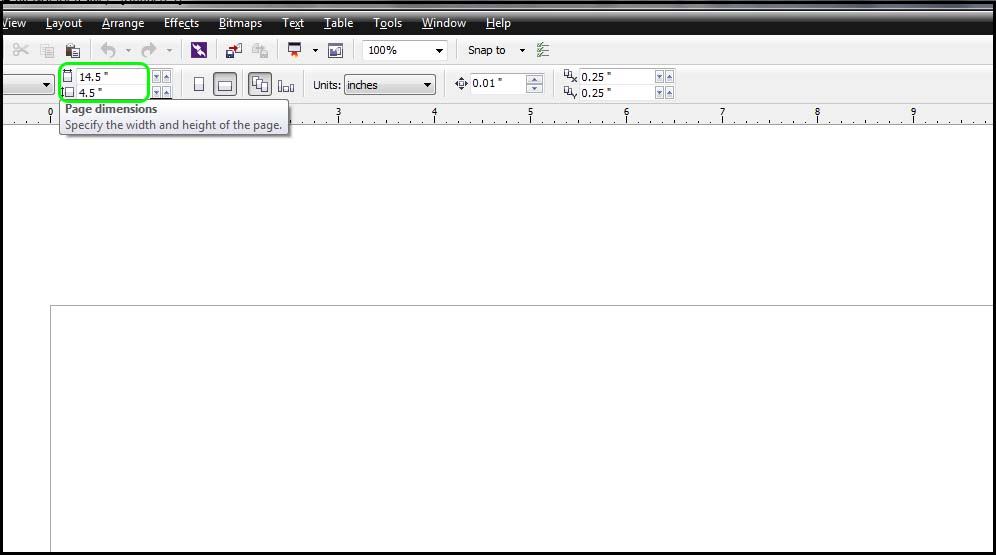 View Layout Arrange Effects Bitmaps Text Table Tools Window Help
100% Snap to
14.5 " Units: inches 0.01 " x 0.25 "
4.5 " y 0.25 "
0 3 4 5 6 7 8 9
Page dimensions
Specify the width and height of the page.